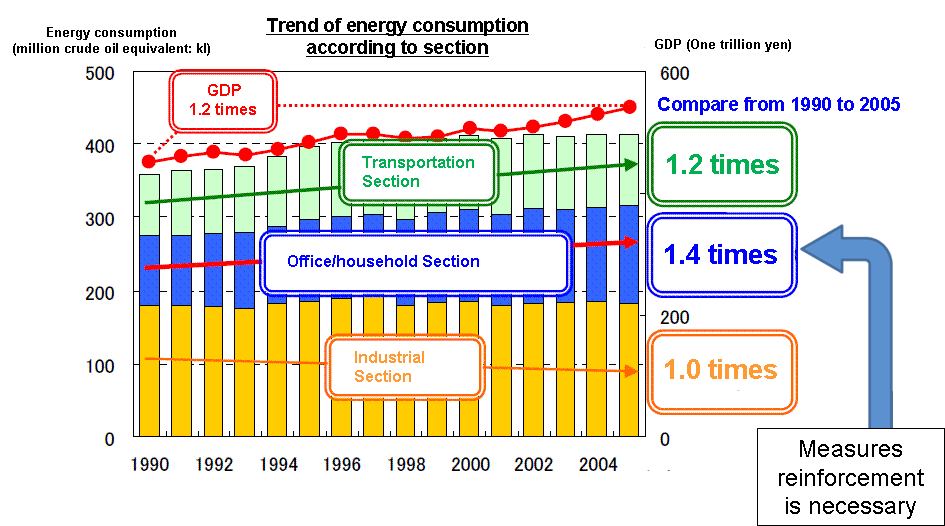 Trend of energy consumption
according to section
Energy consumption
(million crude oil equivalent: kl)
GDP (One trillion yen)
500
400
300
200
100
0
600
200
0
GDP
1.2 times
Compare from 1990 to 2005
Transportation
Section
1.2 times
Office/household Section
1.4 times
Industrial
Section
1.0 times
1990
1992
1994
1996
1998
2000
2002
2004
Measures
reinforcement
is necessary